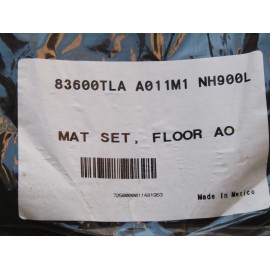 83600TLA A011M1 NH900L
MAT SET, FLOOR AO
Made In Mexico